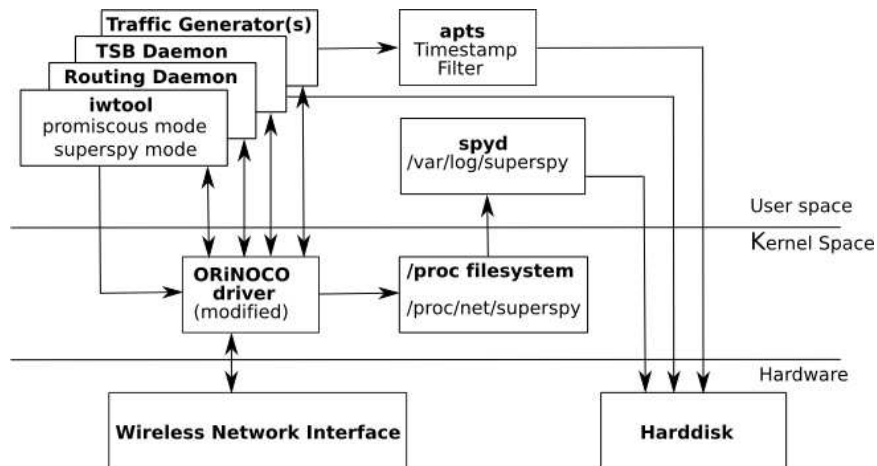 Traffic Generator(s)
TSB Daemon
Routing Daemon
iwtool
promiscous mode
superspy mode
apts
Timestamp
Filter
spyd
/var/log/superspy
User space
Kernel Space
ORiNOCO
driver
(modified)
/proc filesystem
/proc/net/superspy
Hardware
Wireless Network Interface
Harddisk